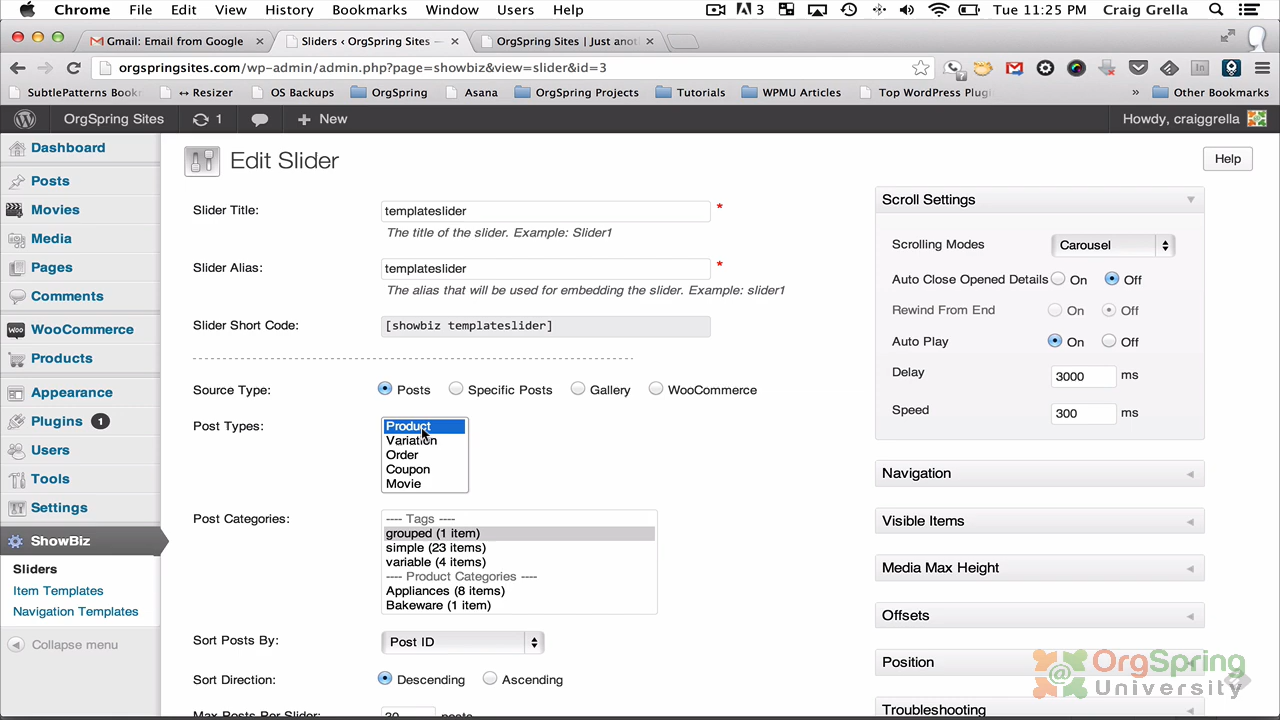 Chrome File Edit View History Bookmarks Window Users Help 3 Tue 11:25 PM Craig Grella
Gmail: Email from Google Sliders ‹ OrgSpring Sites — OrgSpring Sites | Just ano
orgspringsites.com/wp-admin/admin.php?page=showbiz&view=slider&id=3
SubtlePatterns Book Resizer OS Backups OrgSpring Asana OrgSpring Projects Tutorials WPMU Articles Top WordPress Plugi » Other Bookmarks
OrgSpring Sites 1 + New Howdy, craiggrella
Dashboard
Posts
Movies
Media
Pages
Comments
WooCommerce
Products
Appearance
Plugins 1
Users
Tools
Settings
ShowBiz
Sliders
Item Templates
Navigation Templates
Collapse menu
Edit Slider
Help
Slider Title: templateslider *
The title of the slider. Example: Slider1
Slider Alias: templateslider *
The alias that will be used for embedding the slider. Example: slider1
Slider Short Code: [showbiz templateslider]
Source Type: Posts Specific Posts Gallery WooCommerce
Post Types: Product
Variation
Order
Coupon
Movie
Post Categories: ---- Tags ----
grouped (1 item)
simple (23 items)
variable (4 items)
---- Product Categories ----
Appliances (8 items)
Bakeware (1 item)
Sort Posts By: Post ID
Sort Direction: Descending Ascending
Max Posts Per Slider: 30 posts
Scroll Settings
Scrolling Modes Carousel
Auto Close Opened Details On Off
Rewind From End On Off
Auto Play On Off
Delay 3000 ms
Speed 300 ms
Navigation
Visible Items
Media Max Height
Offsets
Position
Troubleshooting
OrgSpring
University